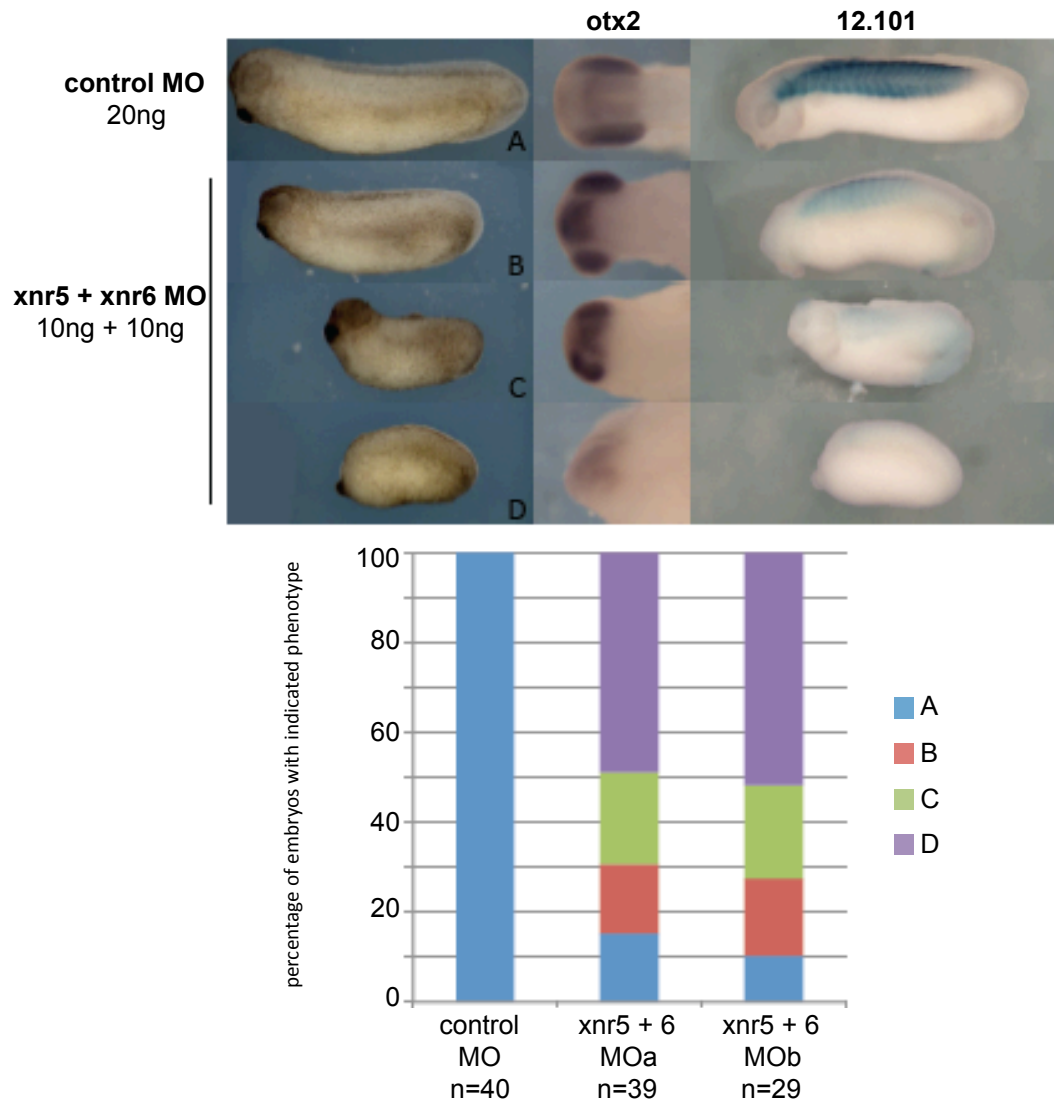 otx2 12.101
control MO
20ng
A
B
xnr5 + xnr6 MO
10ng + 10ng
C
D
percentage of embryos with indicated phenotype
100
80
60
40
20
0
A
B
C
D
control
MO
n=40
xnr5 + 6
MOa
n=39
xnr5 + 6
MOb
n=29